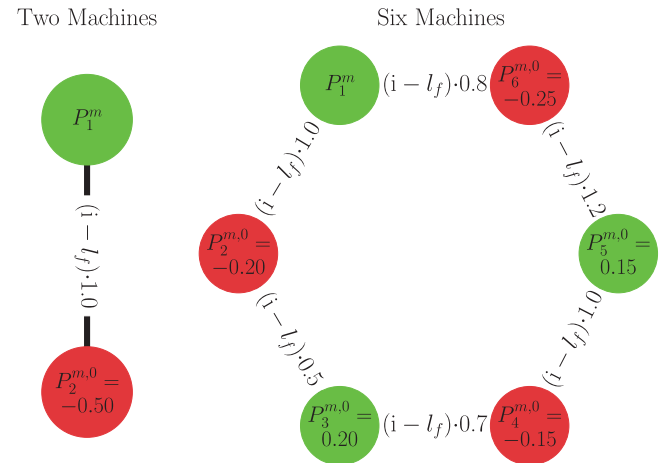 Two Machines
Six Machines
P_1^m
(i − l_f)·1.0
P_2^{m,0} =
−0.50
P_1^m
(i − l_f)·0.8
P_6^{m,0} =
−0.25
(i − l_f)·1.0
(i − l_f)·1.2
P_2^{m,0} =
−0.20
P_5^{m,0} =
0.15
(i − l_f)·0.5
(i − l_f)·1.0
P_3^{m,0} =
0.20
(i − l_f)·0.7
P_4^{m,0} =
−0.15